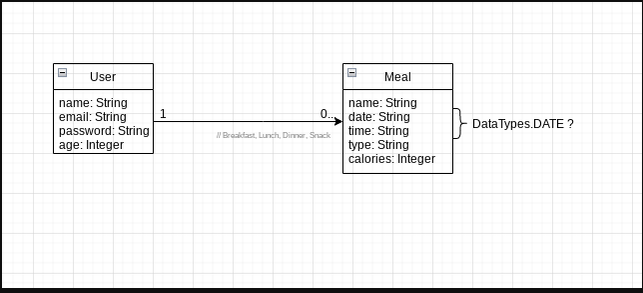 User
name: String
email: String
password: String
age: Integer
1
0..
// Breakfast, Lunch, Dinner, Snack
Meal
name: String
date: String
time: String
type: String
calories: Integer
DataTypes.DATE ?